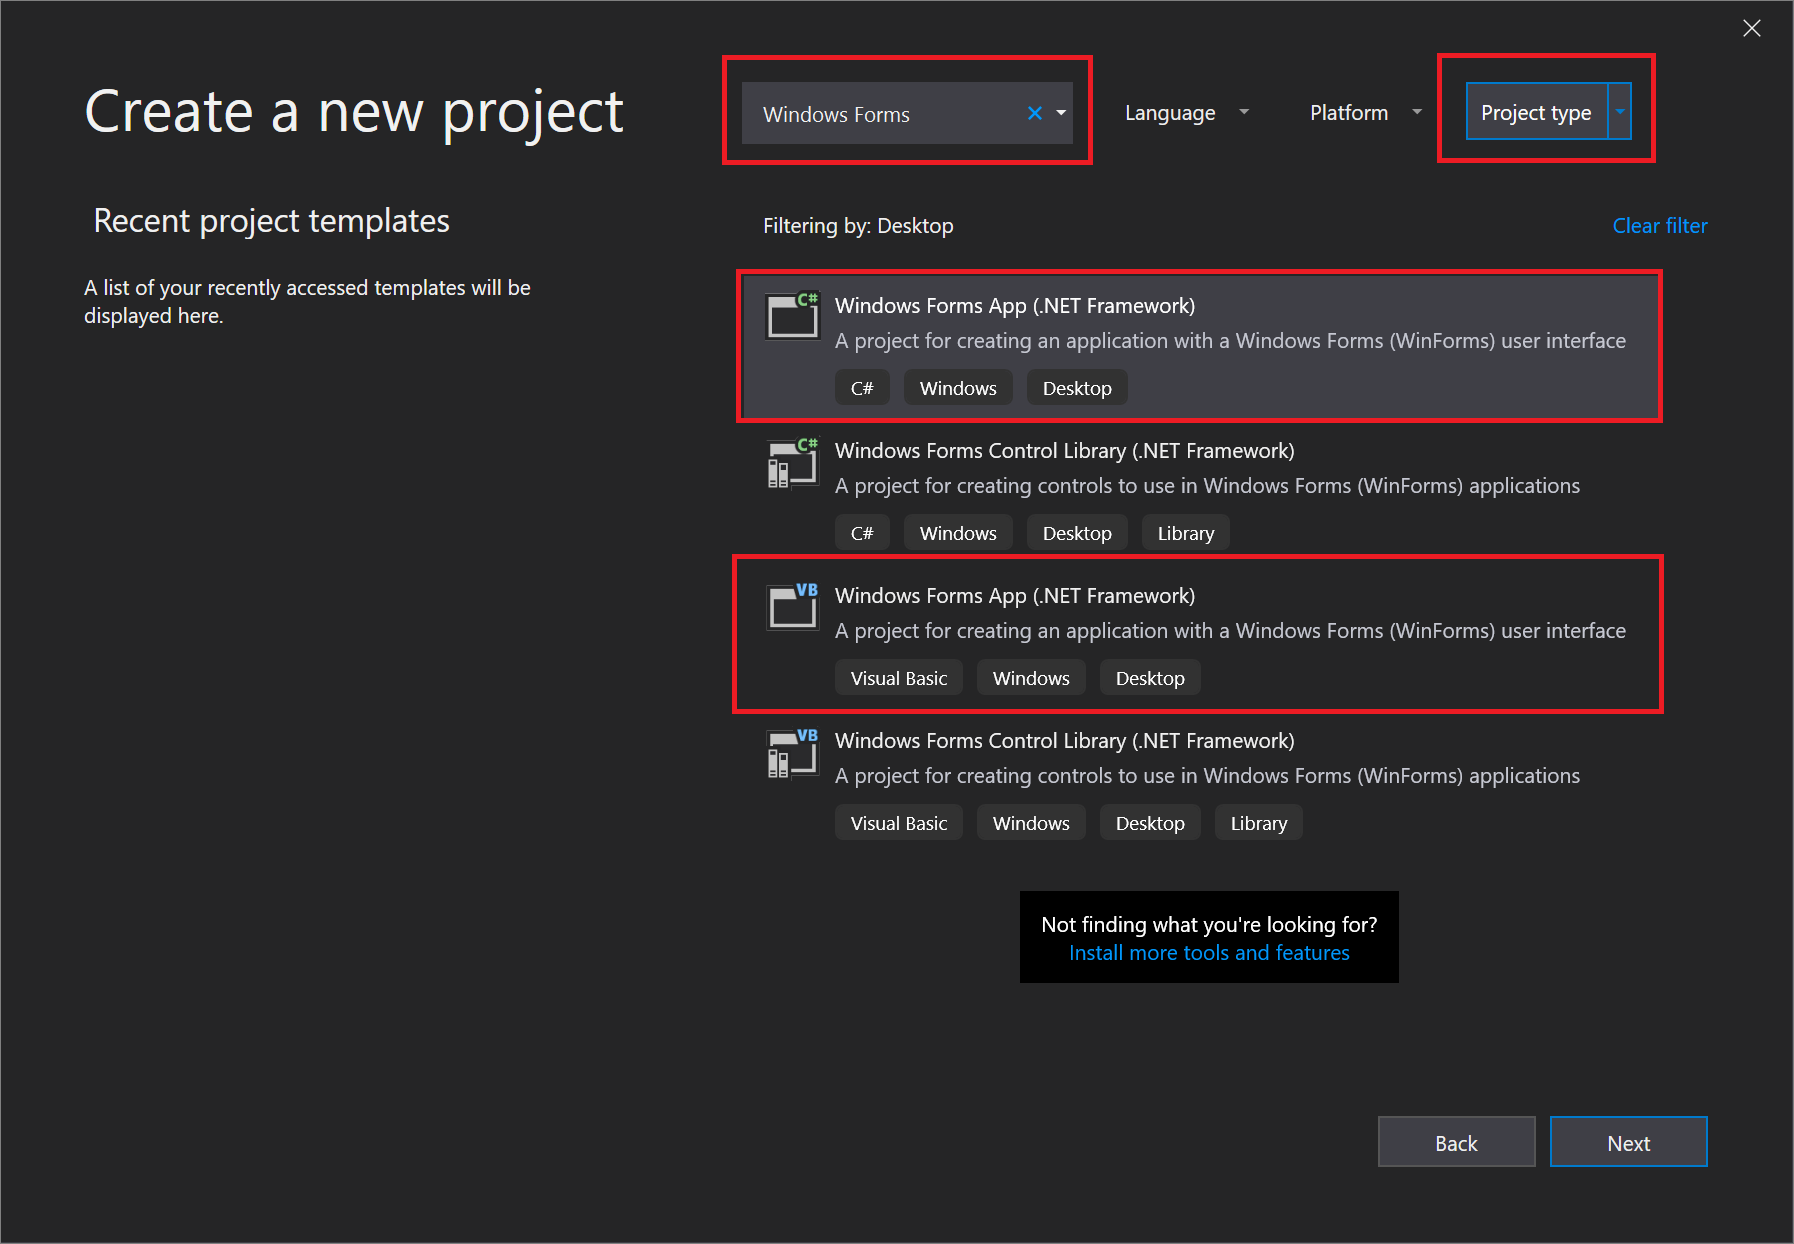 Create a new project
Windows Forms
Language
Platform
Project type
Recent project templates
A list of your recently accessed templates will be
displayed here.
Filtering by: Desktop
Clear filter
C#
Windows Forms App (.NET Framework)
A project for creating an application with a Windows Forms (WinForms) user interface
C# Windows Desktop
C#
Windows Forms Control Library (.NET Framework)
A project for creating controls to use in Windows Forms (WinForms) applications
C# Windows Desktop Library
VB
Windows Forms App (.NET Framework)
A project for creating an application with a Windows Forms (WinForms) user interface
Visual Basic Windows Desktop
VB
Windows Forms Control Library (.NET Framework)
A project for creating controls to use in Windows Forms (WinForms) applications
Visual Basic Windows Desktop Library
Not finding what you're looking for?
Install more tools and features
Back
Next